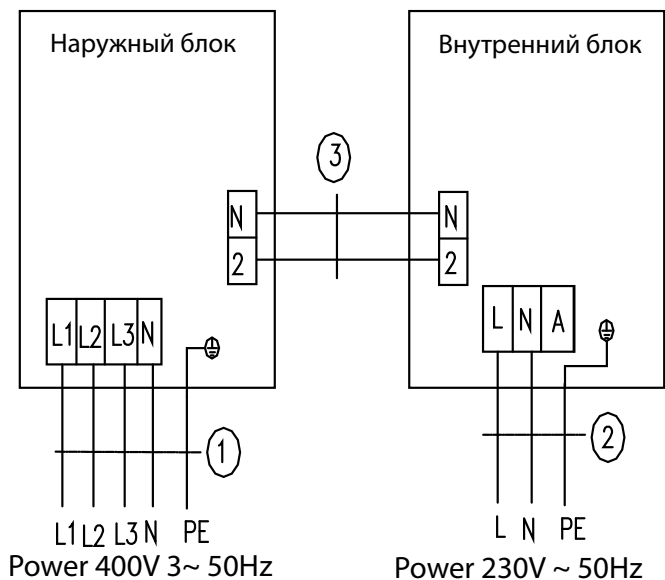 Наружный блок
Внутренний блок
3
N
N
2
2
L1 L2 L3 N
L N A
1
2
L1 L2 L3 N PE
L N PE
Power 400V 3~ 50Hz
Power 230V ~ 50Hz